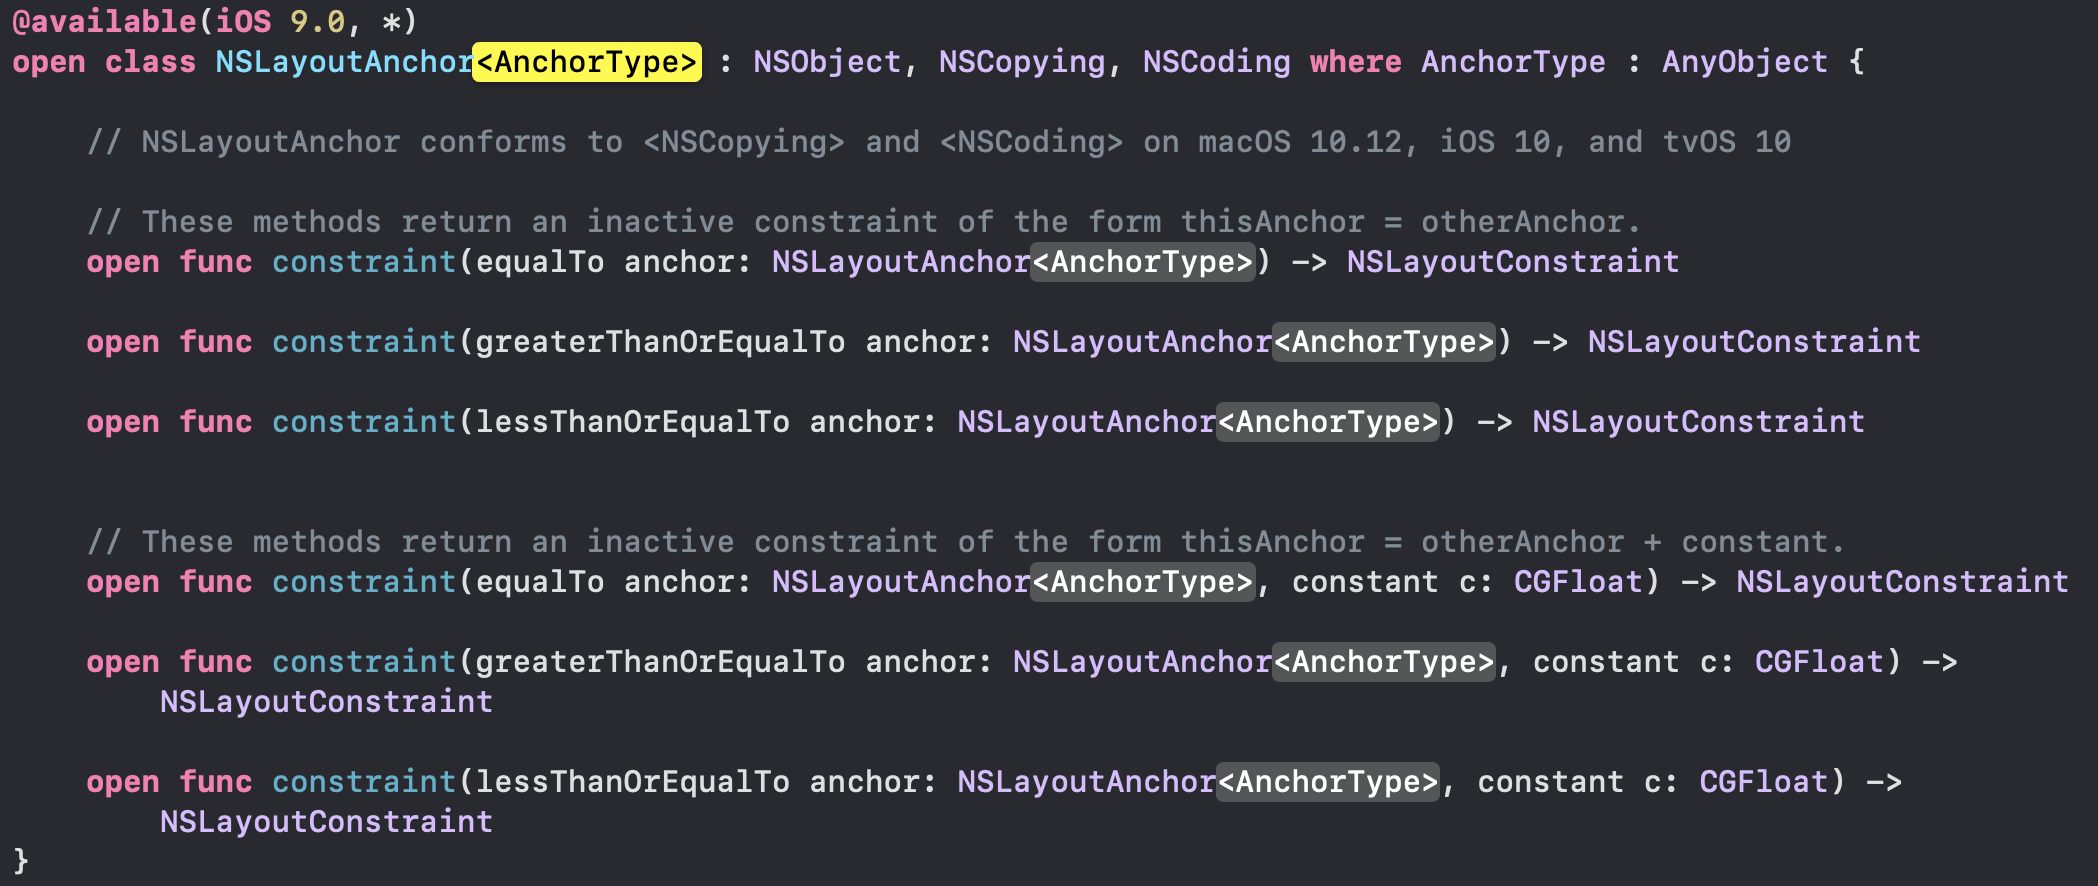 @available(iOS 9.0, *)
open class NSLayoutAnchor<AnchorType> : NSObject, NSCopying, NSCoding where AnchorType : AnyObject {
// NSLayoutAnchor conforms to <NSCopying> and <NSCoding> on macOS 10.12, iOS 10, and tvOS 10
// These methods return an inactive constraint of the form thisAnchor = otherAnchor.
open func constraint(equalTo anchor: NSLayoutAnchor<AnchorType>) -> NSLayoutConstraint
open func constraint(greaterThanOrEqualTo anchor: NSLayoutAnchor<AnchorType>) -> NSLayoutConstraint
open func constraint(lessThanOrEqualTo anchor: NSLayoutAnchor<AnchorType>) -> NSLayoutConstraint
// These methods return an inactive constraint of the form thisAnchor = otherAnchor + constant.
open func constraint(equalTo anchor: NSLayoutAnchor<AnchorType>, constant c: CGFloat) -> NSLayoutConstraint
open func constraint(greaterThanOrEqualTo anchor: NSLayoutAnchor<AnchorType>, constant c: CGFloat) ->
NSLayoutConstraint
open func constraint(lessThanOrEqualTo anchor: NSLayoutAnchor<AnchorType>, constant c: CGFloat) ->
NSLayoutConstraint
}